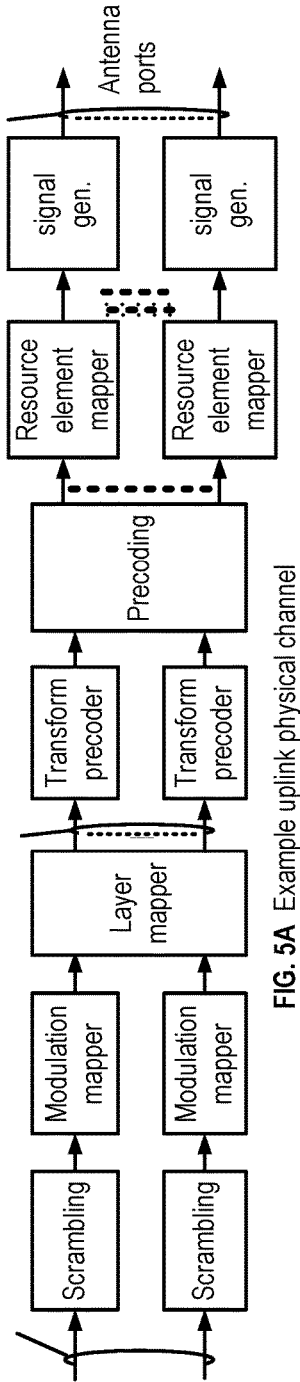 Scrambling
Modulation
mapper
Layer
mapper
Transform
precoder
Precoding
Resource
element
mapper
signal
gen.
Antenna
ports
Scrambling
Modulation
mapper
Transform
precoder
Resource
element
mapper
signal
gen.
FIG. 5A Example uplink physical channel